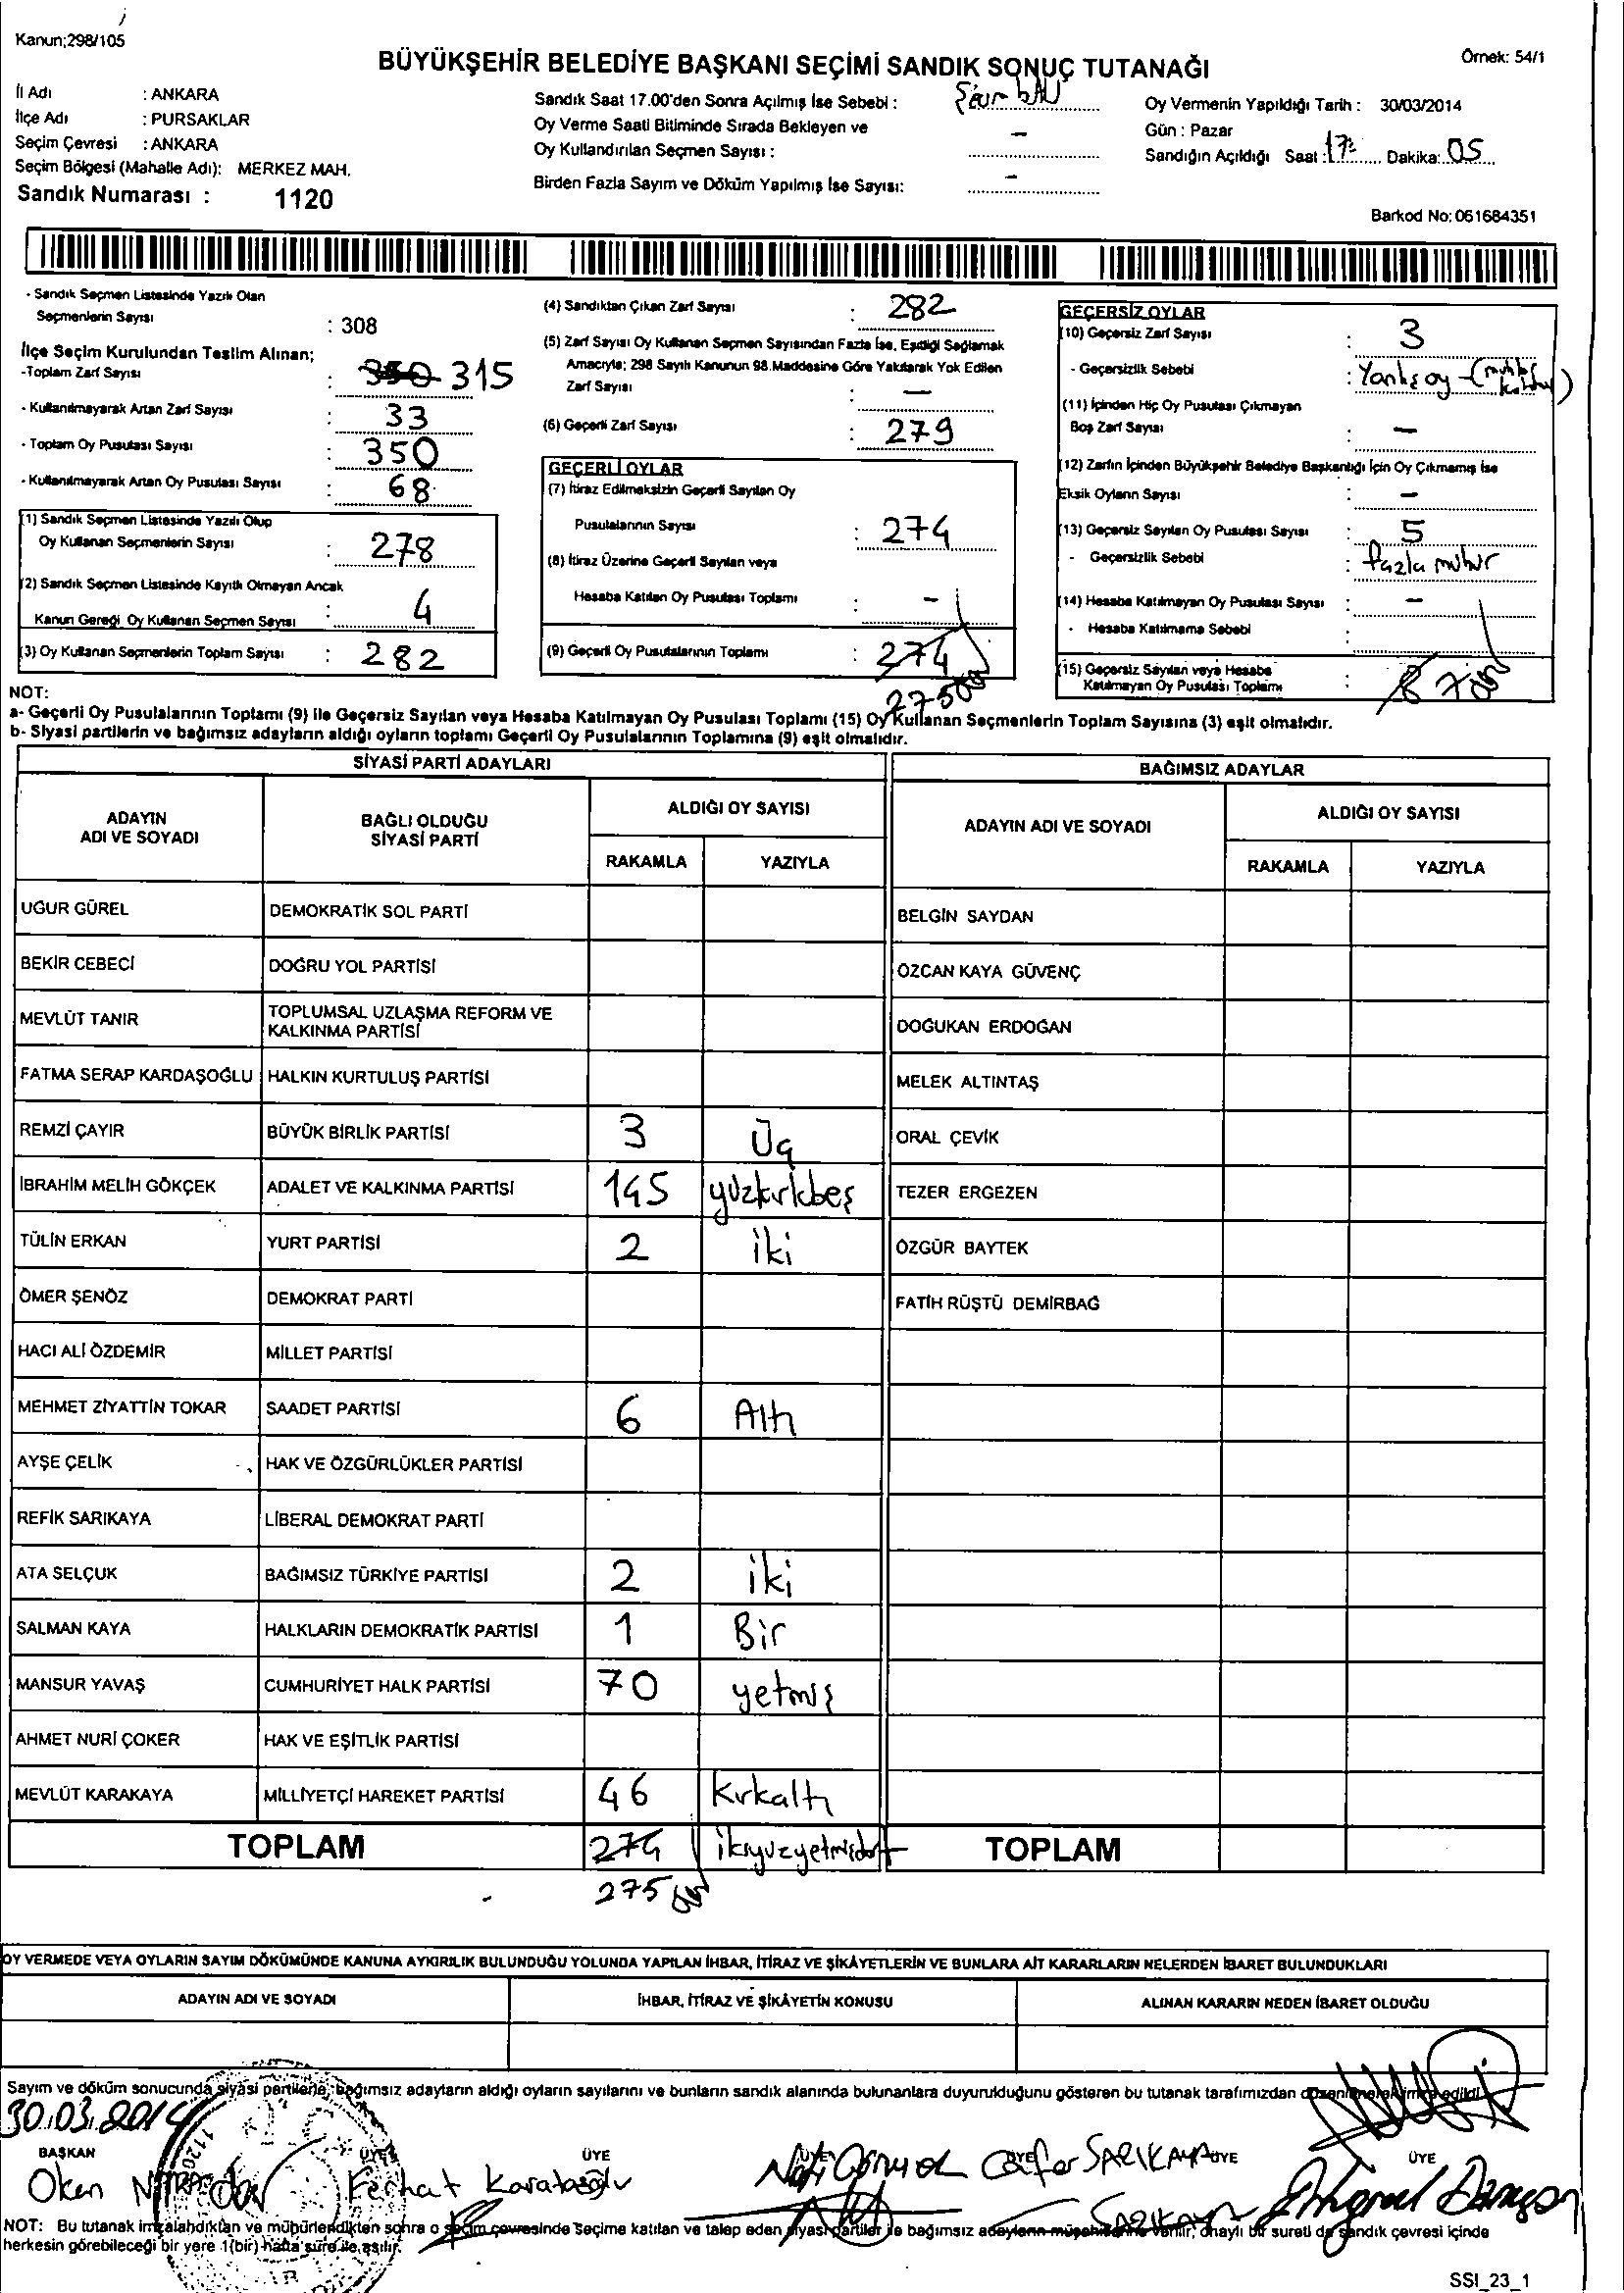 Kanun;298/105
BÜYÜKŞEHİR BELEDİYE BAŞKANI SEÇİMİ SANDIK SONUÇ TUTANAĞI
Örnek: 54/1
İl Adı : ANKARA
İlçe Adı : PURSAKLAR
Seçim Çevresi : ANKARA
Seçim Bölgesi (Mahalle Adı): MERKEZ MAH.
Sandık Numarası : 1120
Sandık Saat 17.00'den Sonra Açılmış İse Sebebi :
Oy Verme Saati Bitiminde Sırada Bekleyen ve
Oy Kullandırılan Seçmen Sayısı : -
Birden Fazla Sayım ve Döküm Yapılmış İse Sayısı: -
Oy Vermenin Yapıldığı Tarih : 30/03/2014
Gün : Pazar
Sandığın Açıldığı Saat : 17: Dakika: 05
Barkod No: 061684351
- Sandık Seçmen Listesinde Yazılı Olan
Seçmenlerin Sayısı : 308
İlçe Seçim Kurulundan Teslim Alınan;
-Toplam Zarf Sayısı : 350 315
- Kullanılmayarak Artan Zarf Sayısı : 33
- Toplam Oy Pusulası Sayısı : 350
- Kullanılmayarak Artan Oy Pusulası Sayısı : 68
(1) Sandık Seçmen Listesinde Yazılı Olup
Oy Kullanan Seçmenlerin Sayısı : 278
(2) Sandık Seçmen Listesinde Kayıtlı Olmayan Ancak
Kanun Gereği Oy Kullanan Seçmen Sayısı : 4
(3) Oy Kullanan Seçmenlerin Toplam Sayısı : 282
(4) Sandıktan Çıkan Zarf Sayısı : 282
(5) Zarf Sayısı Oy Kullanan Seçmen Sayısından Fazla İse, Eşitliği Sağlamak
Amacıyla; 298 Sayılı Kanunun 98.Maddesine Göre Yakılarak Yok Edilen
Zarf Sayısı : -
(6) Geçerli Zarf Sayısı : 279
GEÇERLİ OYLAR
(7) İtiraz Edilmeksizin Geçerli Sayılan Oy
Pusulalarının Sayısı : 274
(8) İtiraz Üzerine Geçerli Sayılan veya
Hesaba Katılan Oy Pusulası Toplamı : -
(9) Geçerli Oy Pusulalarının Toplamı : 274
275
GEÇERSİZ OYLAR
(10) Geçersiz Zarf Sayısı : 3
- Geçersizlik Sebebi : Yanlış oy
(11) İçinden Hiç Oy Pusulası Çıkmayan
Boş Zarf Sayısı : -
(12) Zarfın İçinden Büyükşehir Belediye Başkanlığı İçin Oy Çıkmamış İse
Eksik Oyların Sayısı : -
(13) Geçersiz Sayılan Oy Pusulası Sayısı : 5
- Geçersizlik Sebebi : fazla mühür
(14) Hesaba Katılmayan Oy Pusulası Sayısı : -
- Hesaba Katılmama Sebebi :
(15) Geçersiz Sayılan veya Hesaba
Katılmayan Oy Pusulası Toplamı : 8 7
NOT:
a- Geçerli Oy Pusulalarının Toplamı (9) ile Geçersiz Sayılan veya Hesaba Katılmayan Oy Pusulası Toplamı (15) Oy Kullanan Seçmenlerin Toplam Sayısına (3) eşit olmalıdır.
b- Siyasi partilerin ve bağımsız adayların aldığı oyların toplamı Geçerli Oy Pusulalarının Toplamına (9) eşit olmalıdır.
SİYASİ PARTİ ADAYLARI
ADAYIN ADI VE SOYADI BAĞLI OLDUĞU SİYASİ PARTİ ALDIĞI OY SAYISI
RAKAMLA YAZIYLA
UĞUR GÜREL DEMOKRATİK SOL PARTİ
BEKİR CEBECİ DOĞRU YOL PARTİSİ
MEVLÜT TANIR TOPLUMSAL UZLAŞMA REFORM VE KALKINMA PARTİSİ
FATMA SERAP KARDAŞOĞLU HALKIN KURTULUŞ PARTİSİ
REMZİ ÇAYIR BÜYÜK BİRLİK PARTİSİ 3 Üç
İBRAHİM MELİH GÖKÇEK ADALET VE KALKINMA PARTİSİ 145 yüzkırkbeş
TÜLİN ERKAN YURT PARTİSİ 2 iki
ÖMER ŞENÖZ DEMOKRAT PARTİ
HACI ALİ ÖZDEMİR MİLLET PARTİSİ
MEHMET ZİYATTİN TOKAR SAADET PARTİSİ 6 Altı
AYŞE ÇELİK HAK VE ÖZGÜRLÜKLER PARTİSİ
REFİK SARIKAYA LİBERAL DEMOKRAT PARTİ
ATA SELÇUK BAĞIMSIZ TÜRKİYE PARTİSİ 2 iki
SALMAN KAYA HALKLARIN DEMOKRATİK PARTİSİ 1 Bir
MANSUR YAVAŞ CUMHURİYET HALK PARTİSİ 70 yetmiş
AHMET NURİ ÇOKER HAK VE EŞİTLİK PARTİSİ
MEVLÜT KARAKAYA MİLLİYETÇİ HAREKET PARTİSİ 46 Kırkaltı
TOPLAM 274 ikiyüzyetmişdört
275
BAĞIMSIZ ADAYLAR
ADAYIN ADI VE SOYADI ALDIĞI OY SAYISI
RAKAMLA YAZIYLA
BELGİN SAYDAN
ÖZCAN KAYA GÜVENÇ
DOĞUKAN ERDOĞAN
MELEK ALTINTAŞ
ORAL ÇEVİK
TEZER ERGEZEN
ÖZGÜR BAYTEK
FATİH RÜŞTÜ DEMİRBAĞ
TOPLAM
OY VERMEDE VEYA OYLARIN SAYIM DÖKÜMÜNDE KANUNA AYKIRILIK BULUNDUĞU YOLUNDA YAPILAN İHBAR, İTİRAZ VE ŞİKÂYETLERİN VE BUNLARA AİT KARARLARIN NELERDEN İBARET BULUNDUKLARI
ADAYIN ADI VE SOYADI İHBAR, İTİRAZ VE ŞİKÂYETİN KONUSU ALINAN KARARIN NEDEN İBARET OLDUĞU
Sayım ve döküm sonucunda siyasi partilerle, bağımsız adayların aldığı oyların sayılarını ve bunların sandık alanında bulunanlara duyurulduğunu gösteren bu tutanak tarafımızdan düzenlenerek imza edildi.
30.03.2014
BAŞKAN ÜYE ÜYE ÜYE ÜYE ÜYE ÜYE
Okan Ferhat Karataşoğlu Cafer SARIKAYA
NOT: Bu tutanak imzalandıktan ve mühürlendikten sonra o seçim çevresinde seçime katılan ve talep eden siyasi partiler ile bağımsız adayların müşahitlerine verilir, onaylı bir sureti de sandık çevresi içinde
herkesin görebileceği bir yere 1(bir) hafta süre ile asılır.
SSI_23_1